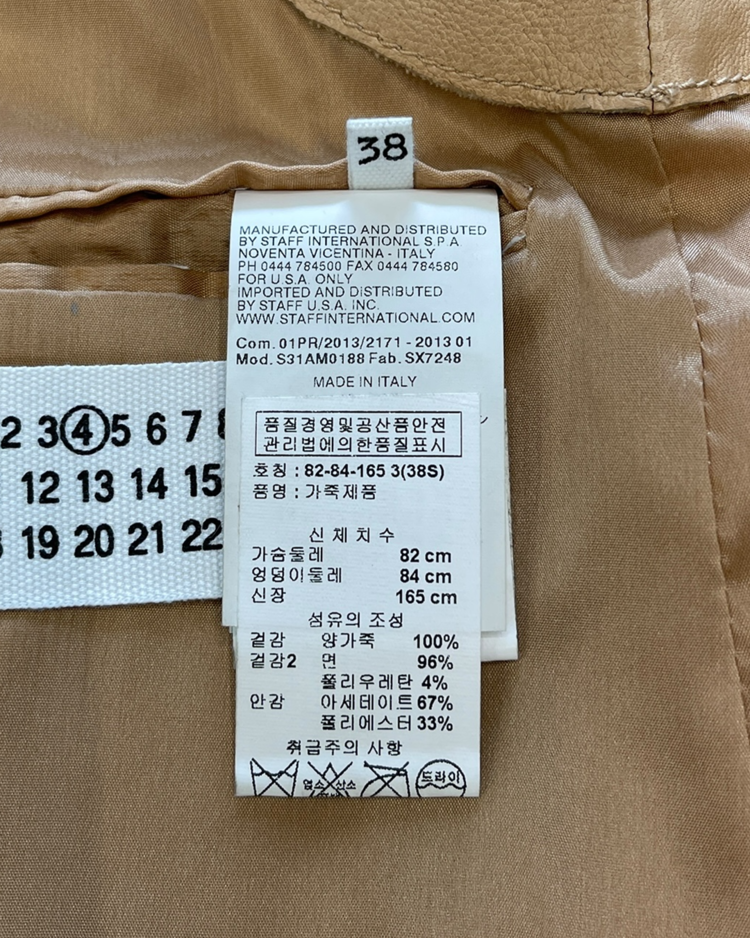 38
MANUFACTURED AND DISTRIBUTED
BY STAFF INTERNATIONAL S.P.A.
NOVENTA VICENTINA - ITALY
PH 0444 784500 FAX 0444 784580
FOR U.S.A. ONLY
IMPORTED AND DISTRIBUTED
BY STAFF U.S.A. INC.
WWW.STAFFINTERNATIONAL.COM
Com. 01PR/2013/2171 - 2013 01
Mod. S31AM0188 Fab. SX7248
MADE IN ITALY
2 3 4 5 6 7 8
12 13 14 15
19 20 21 22
품질경영및공산품안전
관리법에의한품질표시
호칭 : 82-84-165 3(38S)
품명 : 가죽제품
신체치수
가슴둘레 82 cm
엉덩이둘레 84 cm
신장 165 cm
섬유의 조성
겉감 양가죽 100%
겉감2 면 96%
폴리우레탄 4%
안감 아세테이트 67%
폴리에스터 33%
취급주의 사항
염소 산소
드라이